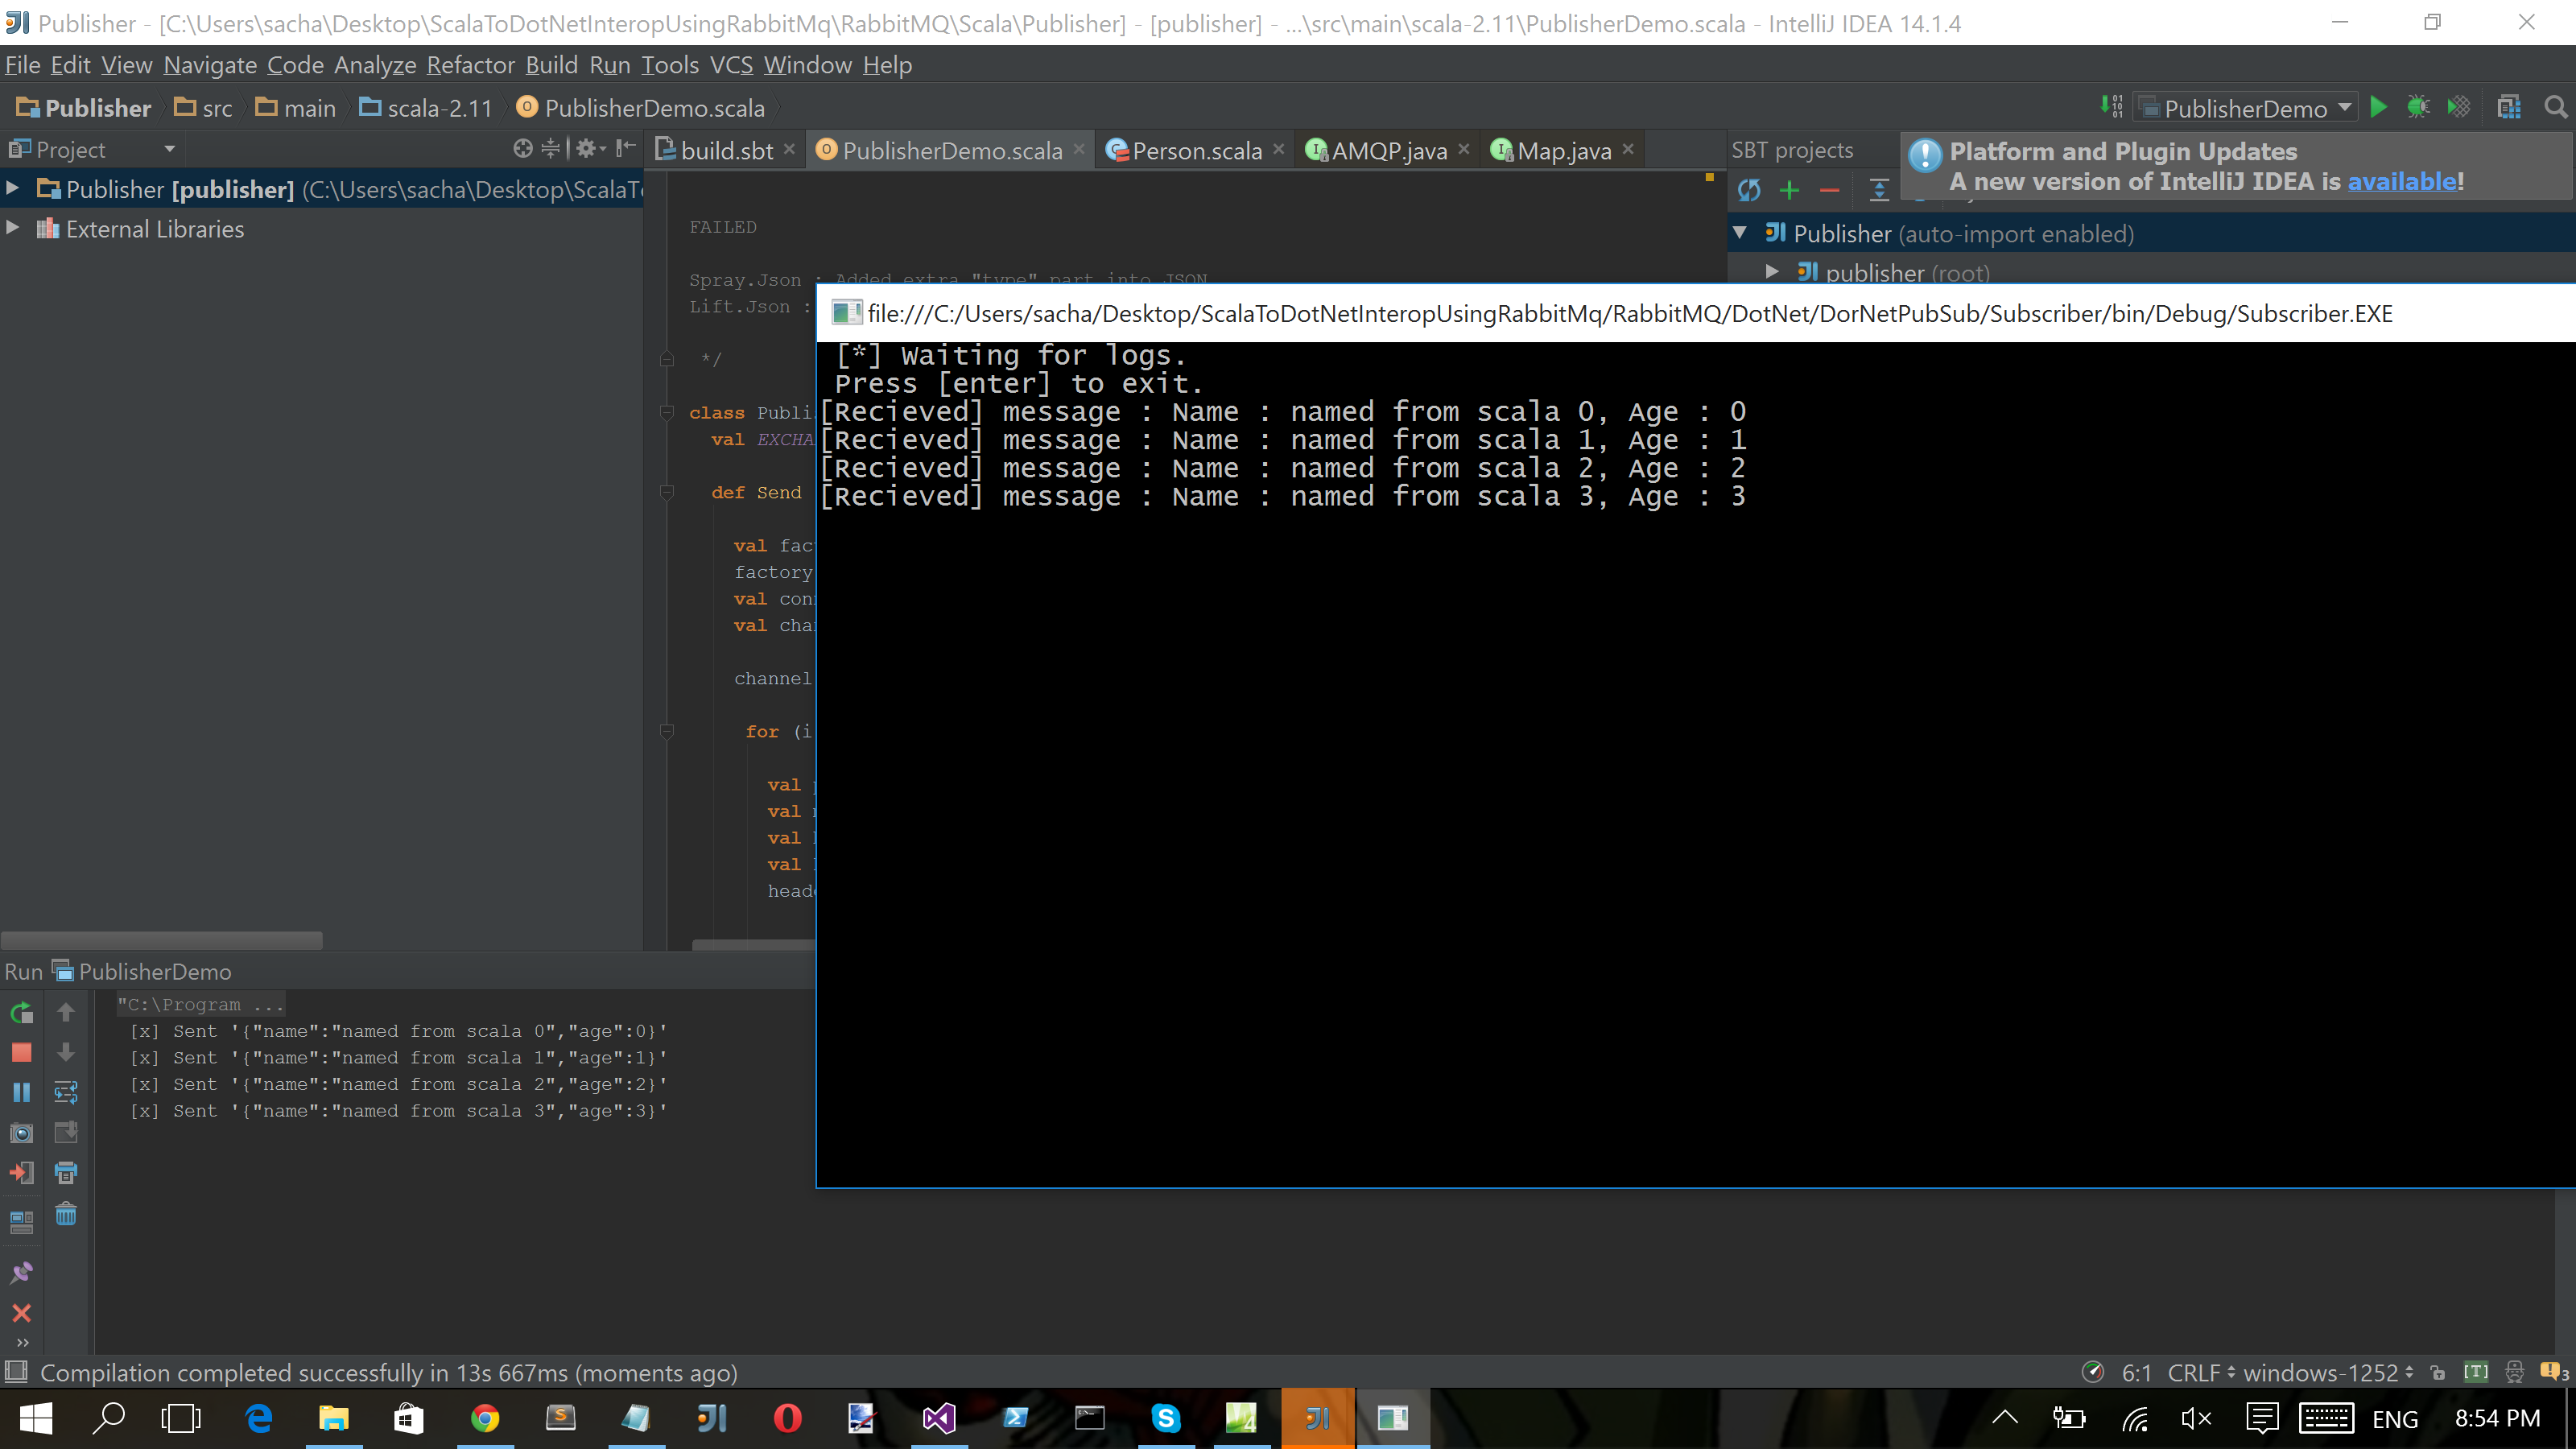 Publisher - [C:\Users\sacha\Desktop\ScalaToDotNetInteropUsingRabbitMq\RabbitMQ\Scala\Publisher] - [publisher] - ...\src\main\scala-2.11\PublisherDemo.scala - IntelliJ IDEA 14.1.4
File Edit View Navigate Code Analyze Refactor Build Run Tools VCS Window Help
Publisher src main scala-2.11 PublisherDemo.scala
PublisherDemo
Project
build.sbt PublisherDemo.scala Person.scala AMQP.java Map.java
SBT projects
Platform and Plugin Updates
A new version of IntelliJ IDEA is available!
Publisher [publisher] (C:\Users\sacha\Desktop\ScalaTo
External Libraries
Publisher (auto-import enabled)
publisher (root)
FAILED
Spray.Json : Added extra "type" part into JSON
Lift.Json :
*/
class Publi
val EXCHA
def Send
val fac
factory
val con
val cha
channel
for (i
val
val
val
val
head
file:///C:/Users/sacha/Desktop/ScalaToDotNetInteropUsingRabbitMq/RabbitMQ/DotNet/DorNetPubSub/Subscriber/bin/Debug/Subscriber.EXE
[*] Waiting for logs.
Press [enter] to exit.
[Recieved] message : Name : named from scala 0, Age : 0
[Recieved] message : Name : named from scala 1, Age : 1
[Recieved] message : Name : named from scala 2, Age : 2
[Recieved] message : Name : named from scala 3, Age : 3
Run PublisherDemo
"C:\Program ...
[x] Sent '{"name":"named from scala 0","age":0}'
[x] Sent '{"name":"named from scala 1","age":1}'
[x] Sent '{"name":"named from scala 2","age":2}'
[x] Sent '{"name":"named from scala 3","age":3}'
Compilation completed successfully in 13s 667ms (moments ago)
6:1 CRLF windows-1252 [T] 3
ENG 8:54 PM